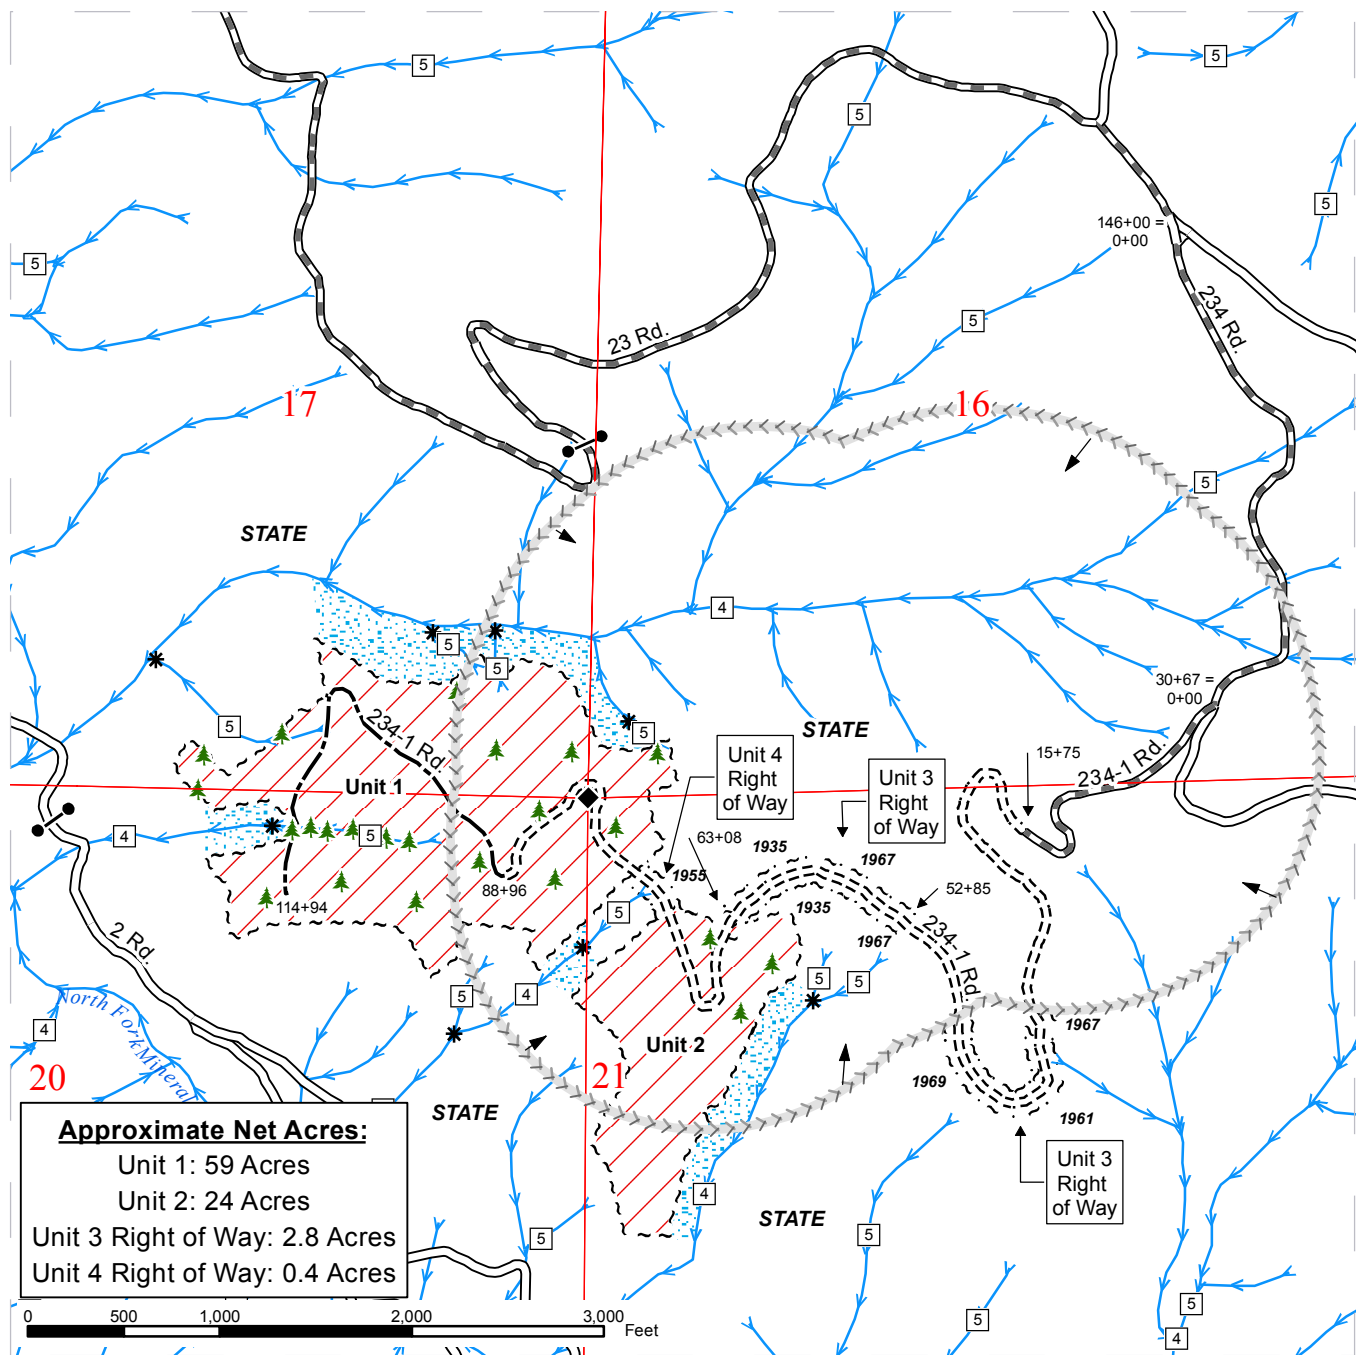 5
5
5
146+00 =
0+00
5
5
234 Rd.
5
23 Rd.
17
16
5
STATE
4
5
5
30+67 =
0+00
5
5
STATE
234-1 Rd.
Unit 4
Right
of Way
Unit 3
Right
of Way
15+75
234-1 Rd.
Unit 1
4
5
63+08
1935
1967
1955
88+96
52+85
114+94
5
1935
234-1 Rd.
2 Rd.
1967
5
5
5
4
North Fork Mineral
4
1967
Unit 2
20
21
1969
STATE
1961
Approximate Net Acres:
Unit 1: 59 Acres
Unit 2: 24 Acres
Unit 3 Right of Way: 2.8 Acres
Unit 4 Right of Way: 0.4 Acres
Unit 3
Right
of Way
4
STATE
5
5
5
5
4
0
500
1,000
2,000
3,000
Feet